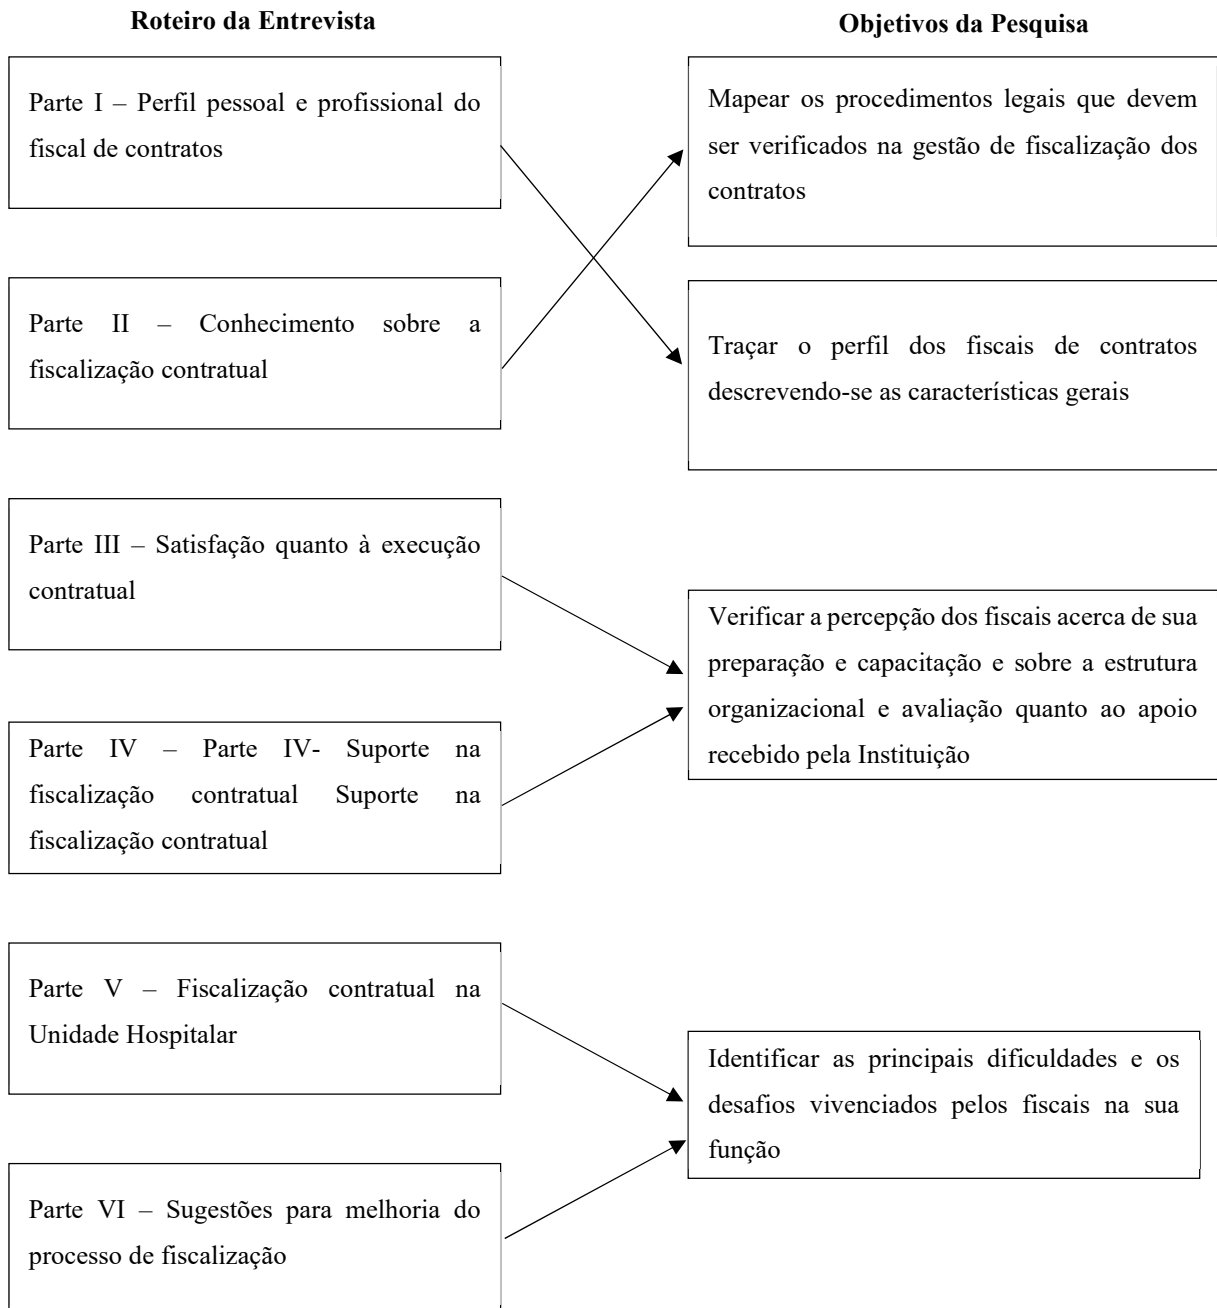 Roteiro da Entrevista
Parte I – Perfil pessoal e profissional do
fiscal de contratos
Parte II – Conhecimento sobre a
fiscalização contratual
Parte III – Satisfação quanto à execução
contratual
Parte IV – Parte IV- Suporte na
fiscalização contratual Suporte na
fiscalização contratual
Parte V – Fiscalização contratual na
Unidade Hospitalar
Parte VI – Sugestões para melhoria do
processo de fiscalização
Objetivos da Pesquisa
Mapear os procedimentos legais que devem
ser verificados na gestão de fiscalização dos
contratos
Traçar o perfil dos fiscais de contratos
descrevendo-se as características gerais
Verificar a percepção dos fiscais acerca de sua
preparação e capacitação e sobre a estrutura
organizacional e avaliação quanto ao apoio
recebido pela Instituição
Identificar as principais dificuldades e os
desafios vivenciados pelos fiscais na sua
função